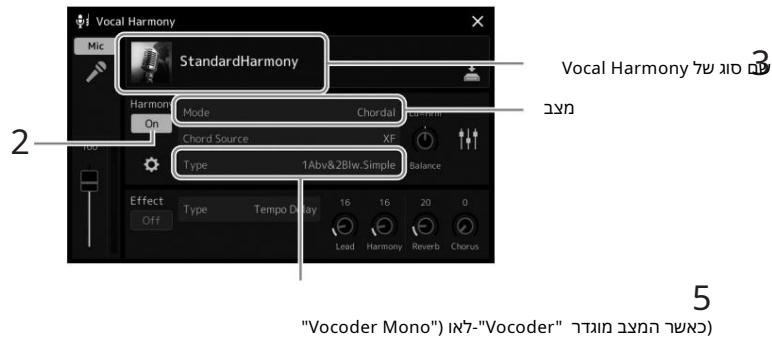 Vocal Harmony
Mic
StandardHarmony
3
שם סוג של Vocal Harmony
Harmony
On
Mode Chordal
מצב
2
Chord Source XF
100
Type 1Abv&2Blw.Simple
Balance
Effect
Off
Type Tempo Delay
16 16 20 0
Lead Harmony Reverb Chorus
5
(כאשר המצב מוגדר "Vocoder"-לאו ("Vocoder Mono"